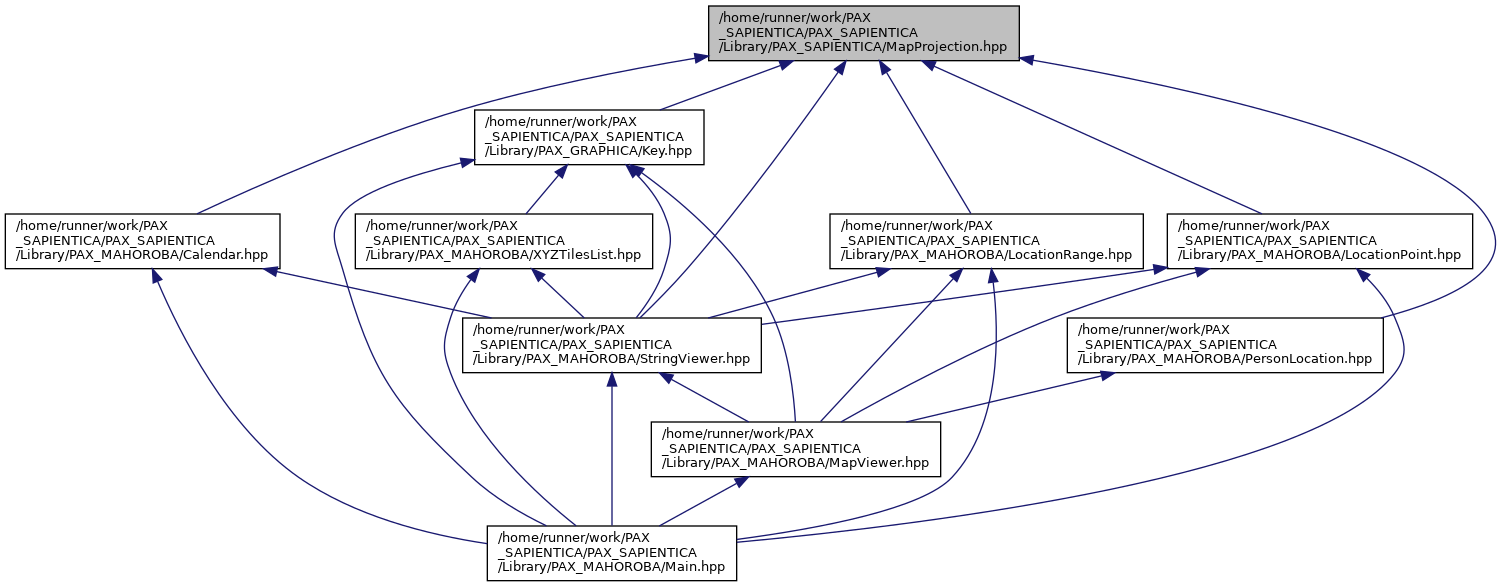 /home/runner/work/PAX
_SAPIENTICA/PAX_SAPIENTICA
/Library/PAX_SAPIENTICA/MapProjection.hpp
/home/runner/work/PAX
_SAPIENTICA/PAX_SAPIENTICA
/Library/PAX_GRAPHICA/Key.hpp
/home/runner/work/PAX
_SAPIENTICA/PAX_SAPIENTICA
/Library/PAX_MAHOROBA/Calendar.hpp
/home/runner/work/PAX
_SAPIENTICA/PAX_SAPIENTICA
/Library/PAX_MAHOROBA/XYZTilesList.hpp
/home/runner/work/PAX
_SAPIENTICA/PAX_SAPIENTICA
/Library/PAX_MAHOROBA/LocationRange.hpp
/home/runner/work/PAX
_SAPIENTICA/PAX_SAPIENTICA
/Library/PAX_MAHOROBA/LocationPoint.hpp
/home/runner/work/PAX
_SAPIENTICA/PAX_SAPIENTICA
/Library/PAX_MAHOROBA/StringViewer.hpp
/home/runner/work/PAX
_SAPIENTICA/PAX_SAPIENTICA
/Library/PAX_MAHOROBA/PersonLocation.hpp
/home/runner/work/PAX
_SAPIENTICA/PAX_SAPIENTICA
/Library/PAX_MAHOROBA/MapViewer.hpp
/home/runner/work/PAX
_SAPIENTICA/PAX_SAPIENTICA
/Library/PAX_MAHOROBA/Main.hpp